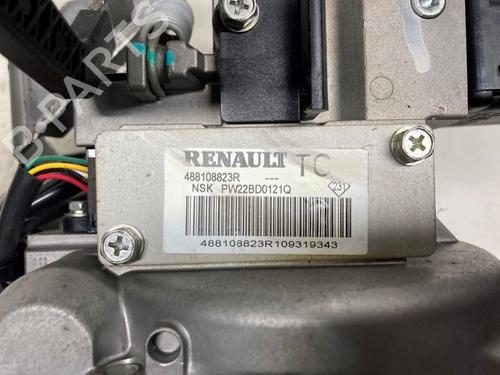 B-PARTS
RENAULT TC
488108823R ---
NSK PW22BD0121Q
231
488108823R109319343